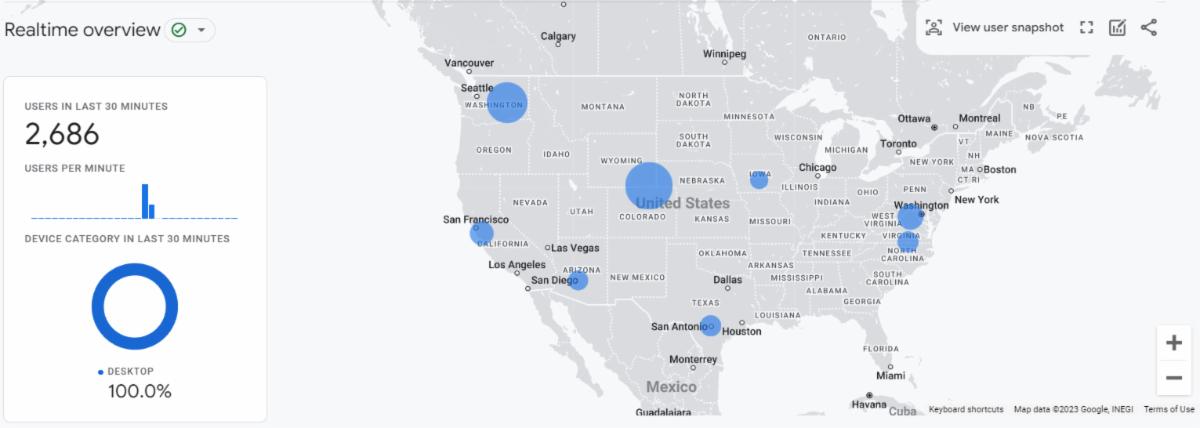 Realtime overview
View user snapshot
USERS IN LAST 30 MINUTES
2,686
USERS PER MINUTE
DEVICE CATEGORY IN LAST 30 MINUTES
DESKTOP
100.0%
Calgary
ONTARIO
Vancouver
Winnipeg
Seattle
WASHINGTON
MONTANA
NORTH
DAKOTA
MINNESOTA
NB
PE
Ottawa
Montreal
MAINE
NOVA SCOTIA
OREGON
IDAHO
SOUTH
DAKOTA
WISCONSIN
MICHIGAN
Toronto
VT
NH
WYOMING
NEW YORK
Chicago
MA
Boston
CT RI
IOWA
NEBRASKA
ILLINOIS
OHIO
PENN
NEVADA
UTAH
United States
INDIANA
New York
Washington
COLORADO
KANSAS
MISSOURI
WEST
VIRGINIA
San Francisco
CALIFORNIA
KENTUCKY
VIRGINIA
Las Vegas
OKLAHOMA
TENNESSEE
NORTH
CAROLINA
Los Angeles
ARIZONA
NEW MEXICO
ARKANSAS
San Diego
Dallas
MISSISSIPPI
SOUTH
CAROLINA
ALABAMA
TEXAS
GEORGIA
LOUISIANA
San Antonio
Houston
FLORIDA
Monterrey
Miami
Mexico
Havana
Cuba
Guadalajara
Keyboard shortcuts
Map data ©2023 Google, INEGI
Terms of Use